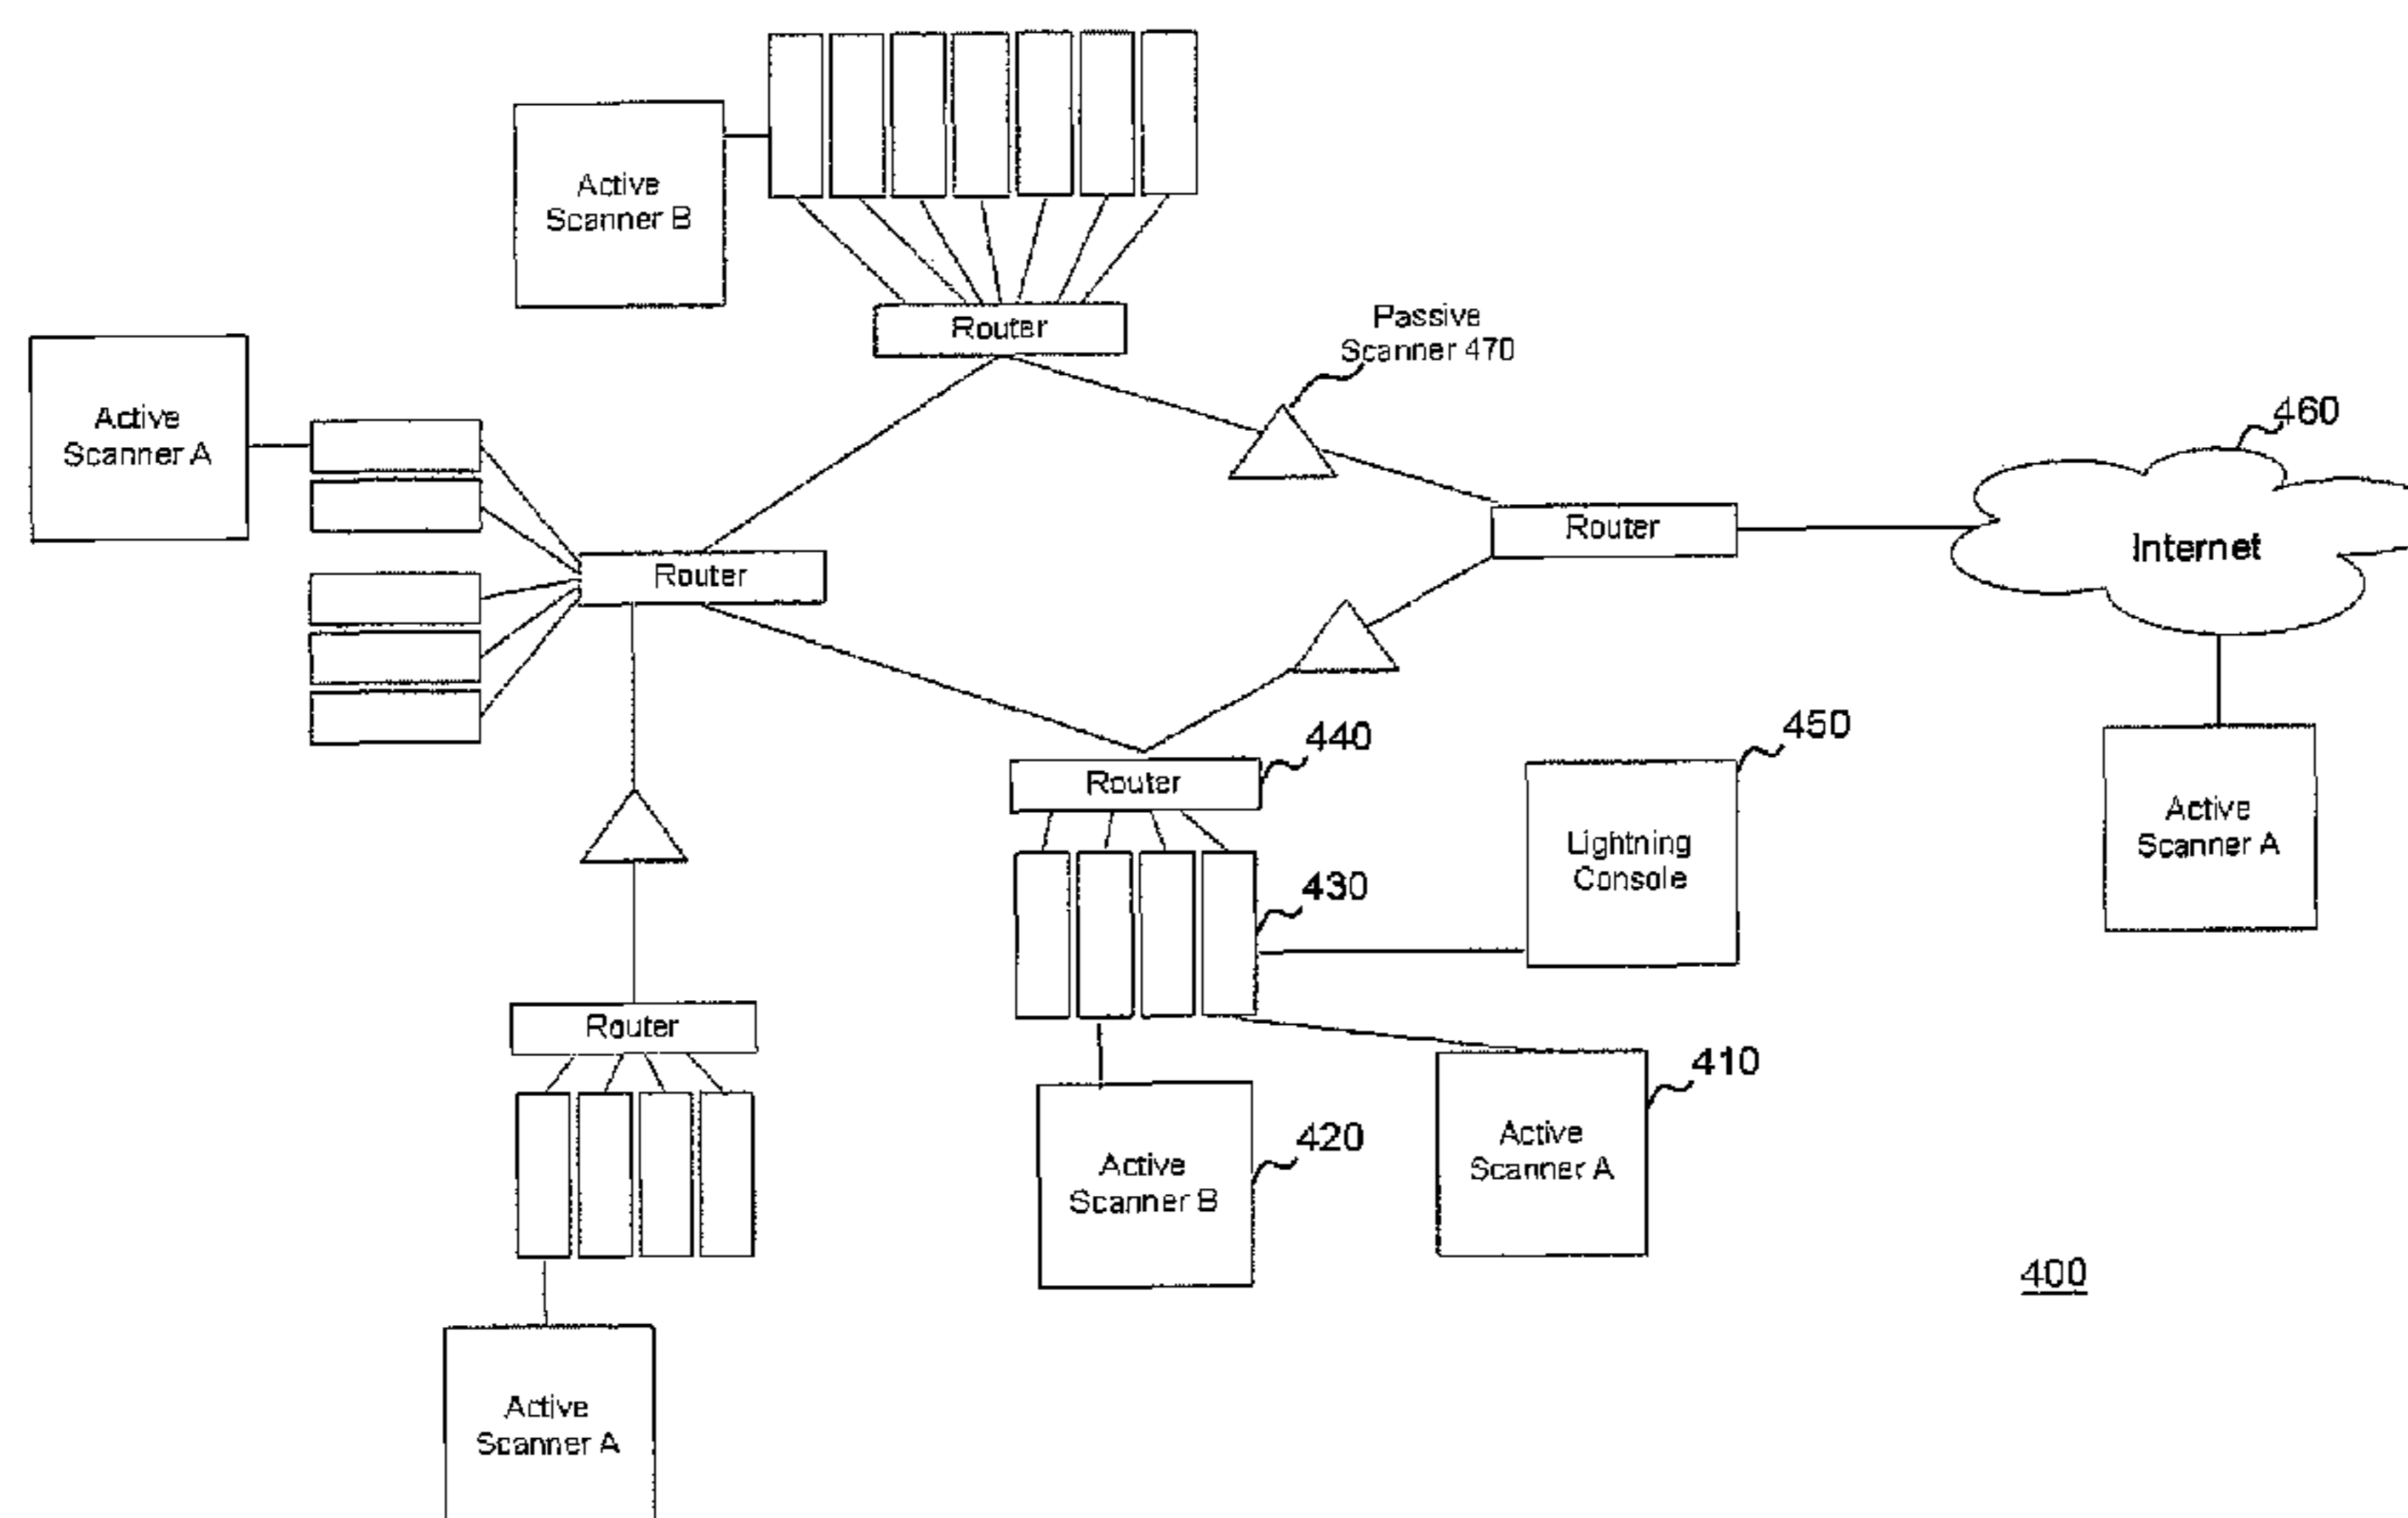 Active
Scanner B
Router
Passive
Scanner 470
Active
Scanner A
460
Router
Internet
Router
440
450
Router
Lightning
Console
Active
Scanner A
430
Router
410
420
Active
Scanner B
Active
Scanner A
400
Active
Scanner A